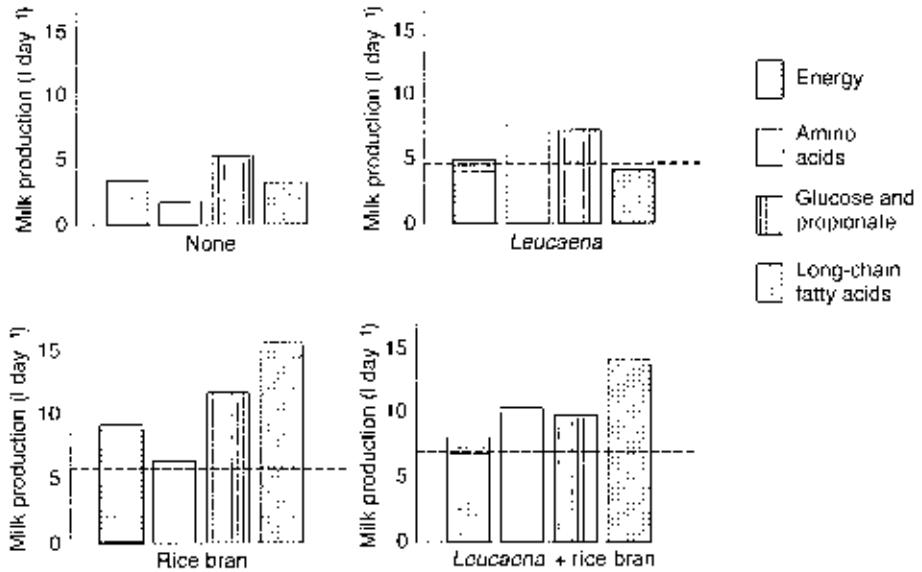 Milk production (l day⁻¹)
15
10
5
0
None
Milk production (l day⁻¹)
15
10
5
0
Leucaena
Energy
Amino
acids
Glucose and
propionate
Long-chain
fatty acids
Milk production (l day⁻¹)
15
10
5
0
Rice bran
Milk production (l day⁻¹)
15
10
5
0
Leucaena + rice bran